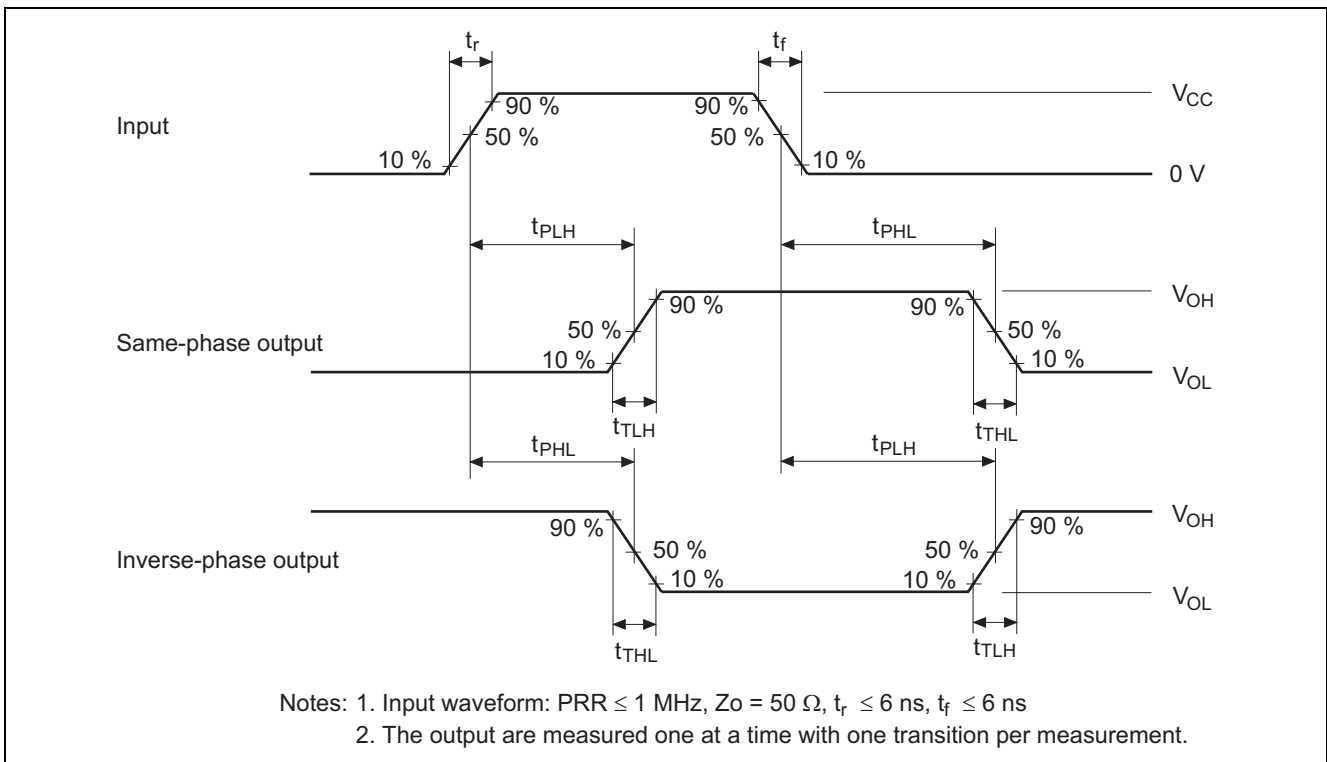 tr
tf
90 %
90 %
VCC
Input
50 %
50 %
10 %
10 %
0 V
tPLH
tPHL
90 %
90 %
VOH
50 %
50 %
Same-phase output
10 %
10 %
VOL
tTLH
tTHL
tPHL
tPLH
90 %
90 %
VOH
50 %
50 %
Inverse-phase output
10 %
10 %
VOL
tTHL
tTLH
Notes: 1. Input waveform: PRR ≤ 1 MHz, Zo = 50 Ω, tr ≤ 6 ns, tf ≤ 6 ns
2. The output are measured one at a time with one transition per measurement.